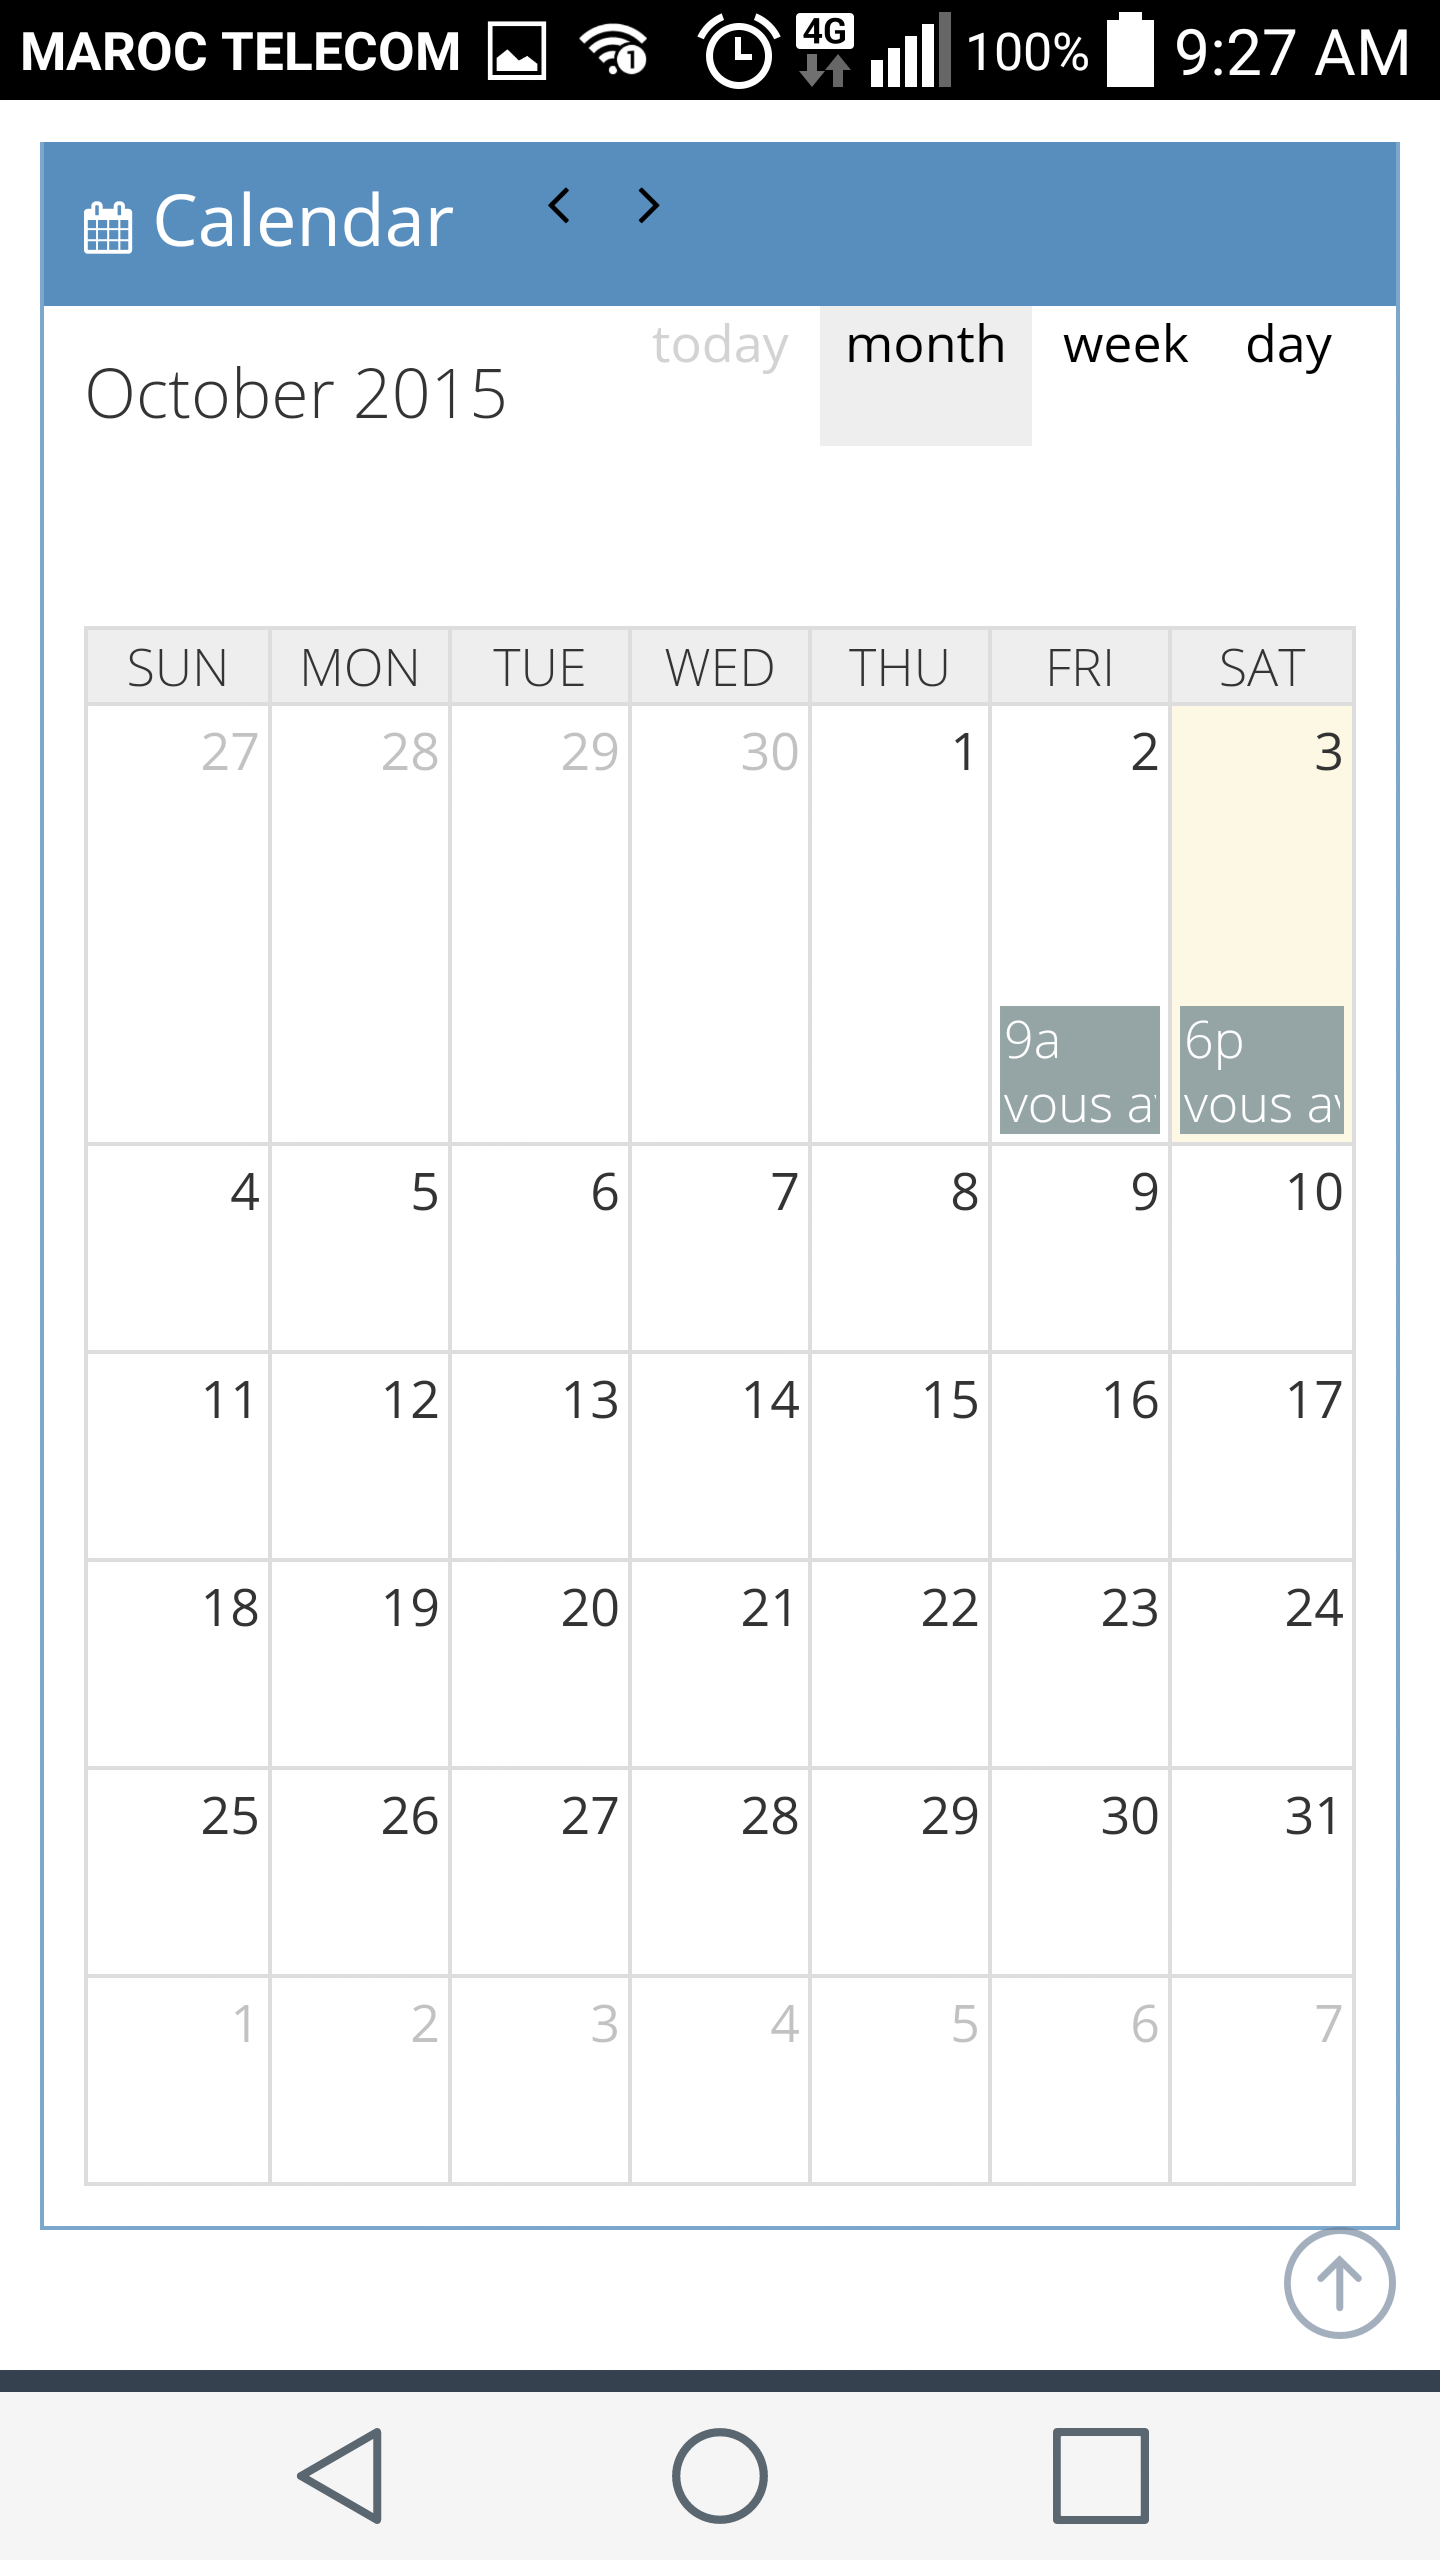 MAROC TELECOM 1 4G 100% 9:27 AM
Calendar
today month week day
October 2015
SUN MON TUE WED THU FRI SAT
27 28 29 30 1 2 3
9a 6p
vous vous
4 5 6 7 8 9 10
11 12 13 14 15 16 17
18 19 20 21 22 23 24
25 26 27 28 29 30 31
1 2 3 4 5 6 7